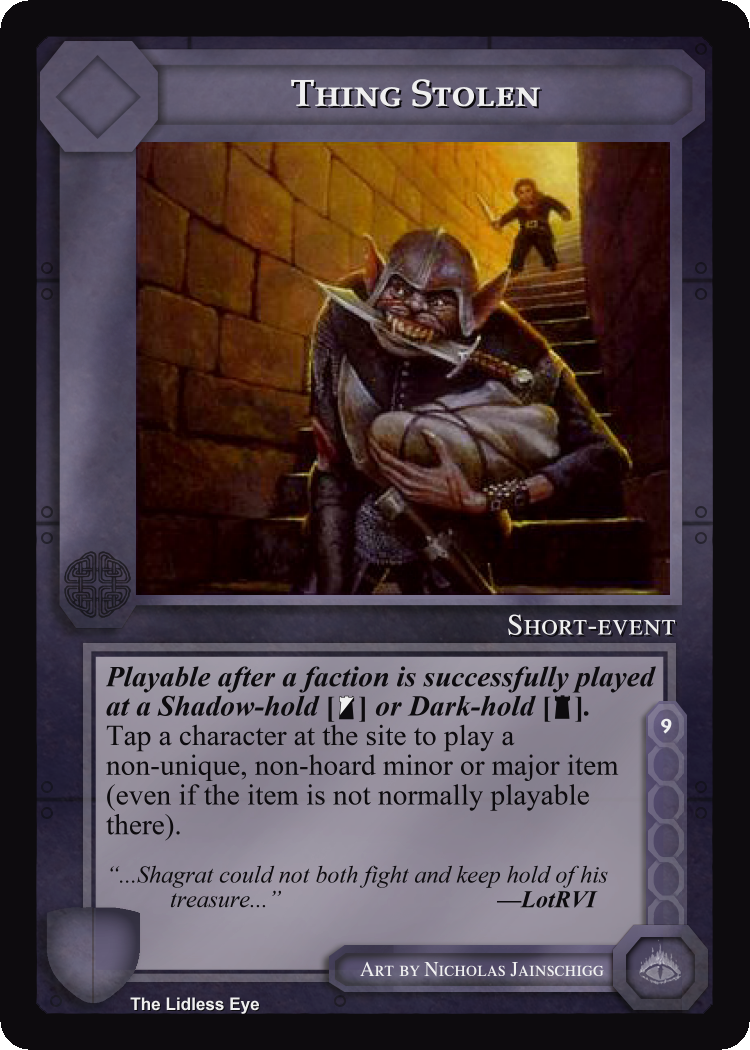 Thing Stolen
Short-event
Playable after a faction is successfully played
at a Shadow-hold [ ] or Dark-hold [ ].
Tap a character at the site to play a
non-unique, non-hoard minor or major item
(even if the item is not normally playable
there).
9
“...Shagrat could not both fight and keep hold of his
treasure...” —LotRVI
Art by Nicholas Jainschigg
The Lidless Eye